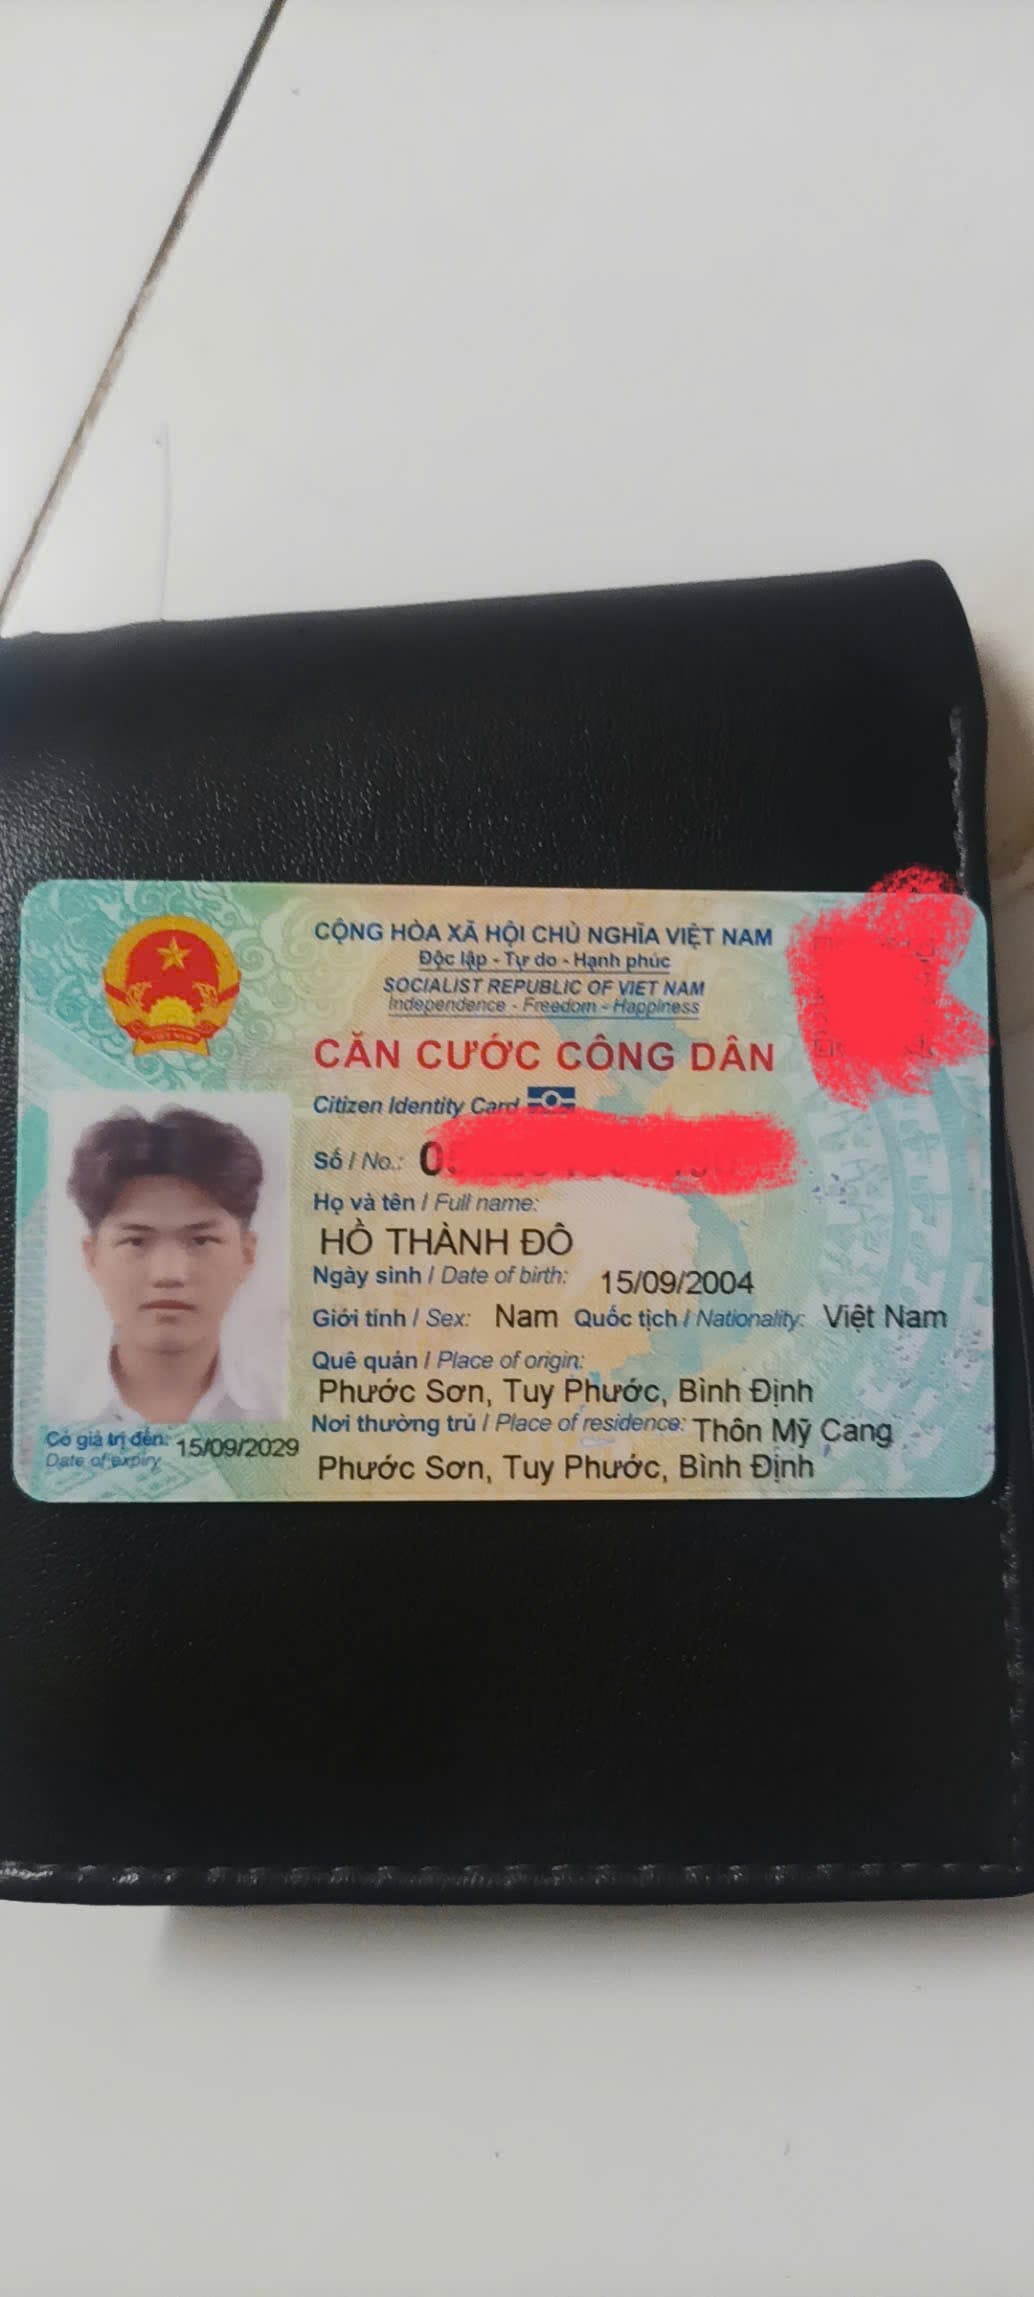 CỘNG HÒA XÃ HỘI CHỦ NGHĨA VIỆT NAM
Độc lập - Tự do - Hạnh phúc
SOCIALIST REPUBLIC OF VIET NAM
Independence - Freedom - Happiness
CĂN CƯỚC CÔNG DÂN
Citizen Identity Card
Số / No.:
Họ và tên / Full name:
HỒ THÀNH ĐÔ
Ngày sinh / Date of birth: 15/09/2004
Giới tính / Sex: Nam Quốc tịch / Nationality: Việt Nam
Quê quán / Place of origin:
Phước Sơn, Tuy Phước, Bình Định
Nơi thường trú / Place of residence: Thôn Mỹ Cang
Phước Sơn, Tuy Phước, Bình Định
Có giá trị đến: 15/09/2029
Date of expiry